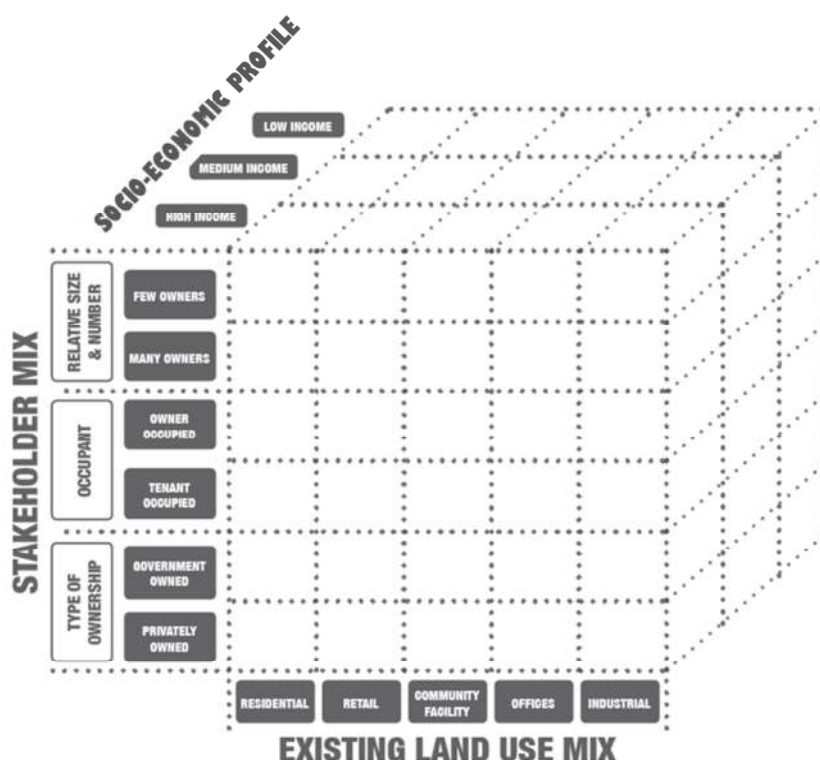 SOCIO-ECONOMIC PROFILE
LOW INCOME
MEDIUM INCOME
HIGH INCOME
STAKEHOLDER MIX
RELATIVE SIZE
& NUMBER
FEW OWNERS
MANY OWNERS
OCCUPANT
OWNER
OCCUPIED
TENANT
OCCUPIED
TYPE OF
OWNERSHIP
GOVERNMENT
OWNED
PRIVATELY
OWNED
RESIDENTIAL
RETAIL
COMMUNITY
FACILITY
OFFICES
INDUSTRIAL
EXISTING LAND USE MIX